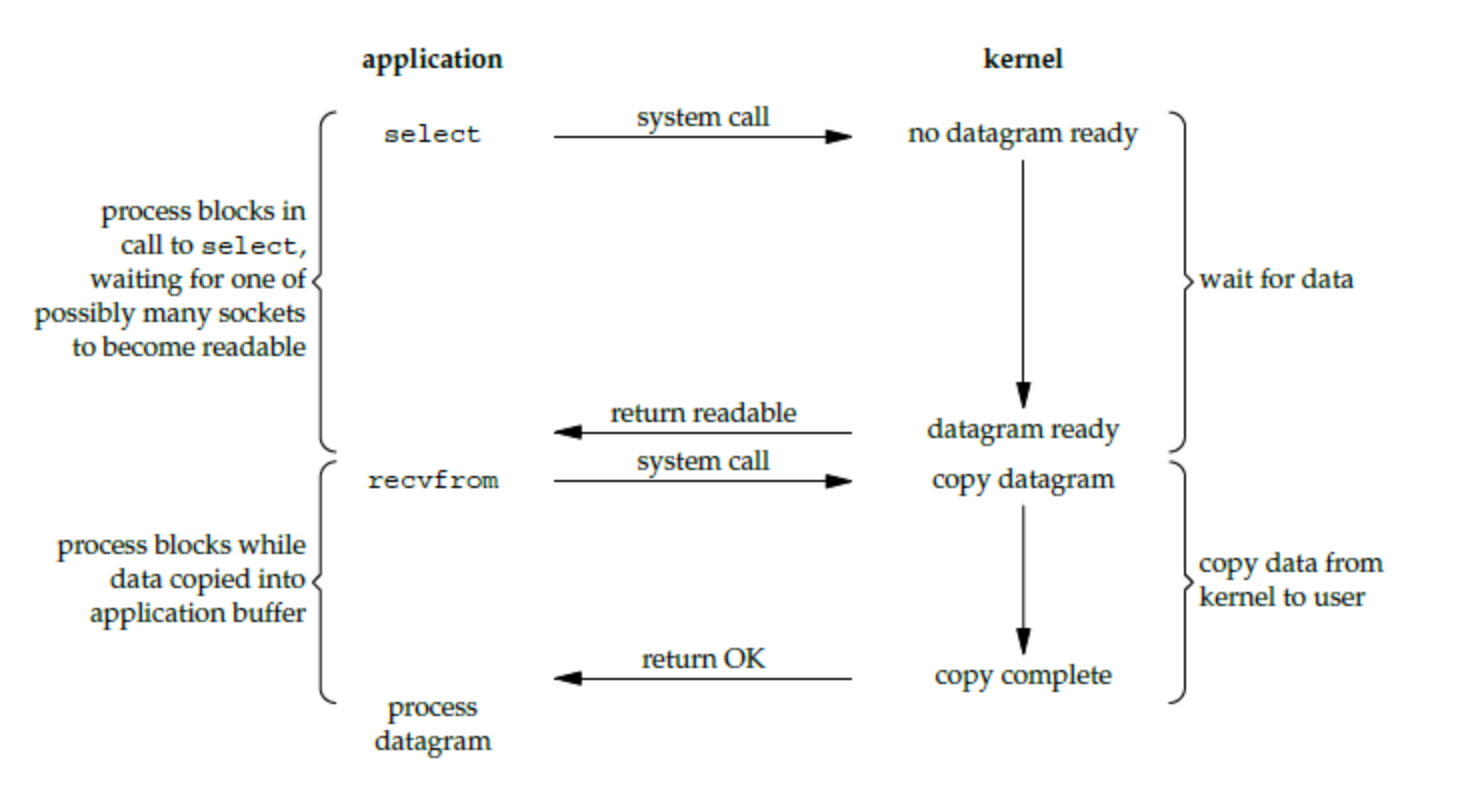 application
kernel
select
system call
no datagram ready
process blocks in
call to select,
waiting for one of
possibly many sockets
to become readable
wait for data
return readable
datagram ready
recvfrom
system call
copy datagram
process blocks while
data copied into
application buffer
copy data from
kernel to user
return OK
copy complete
process
datagram